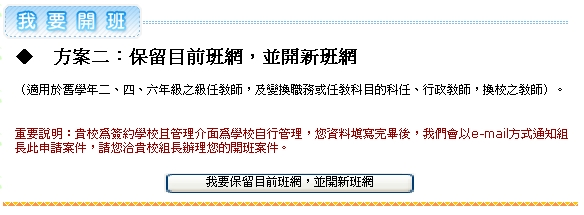 我要開班
◆ 方案二：保留目前班網，並開新班網
（適用於舊學年二、四、六年級之級任教師，及變換職務或任教科目的科任、行政教師，換校之教師）。
重要說明：貴校為簽約學校且管理介面為學校自行管理，您資料填寫完畢後，我們會以e-mail方式通知組
長此申請案件，請您洽貴校組長辦理您的開班案件。
我要保留目前班網，並開新班網